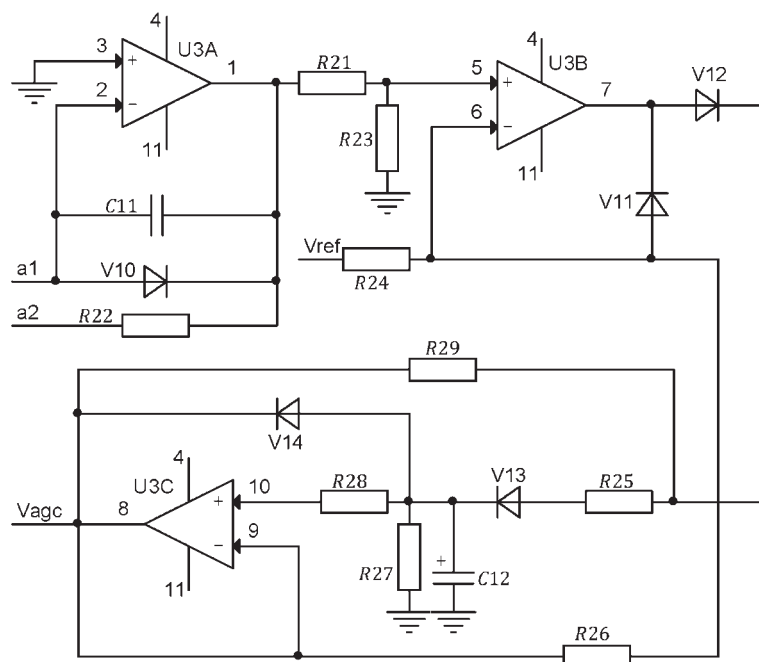 4
3
U3A
+
1
2
−
11
R21
R23
4
5
U3B
+
7
V12
6
−
11
V11
C11
Vref
R24
a1
V10
a2
R22
R29
V14
4
U3C
10
R28
V13
R25
+
Vagc
8
9
−
R27
+
C12
11
R26